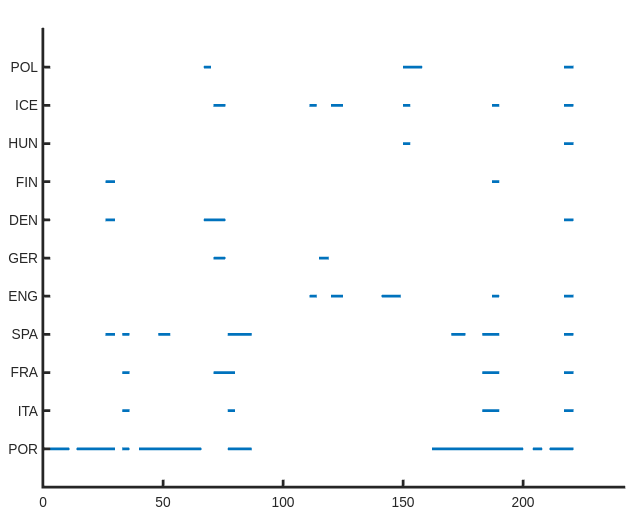 POL
ICE
HUN
FIN
DEN
GER
ENG
SPA
FRA
ITA
POR
0 50 100 150 200